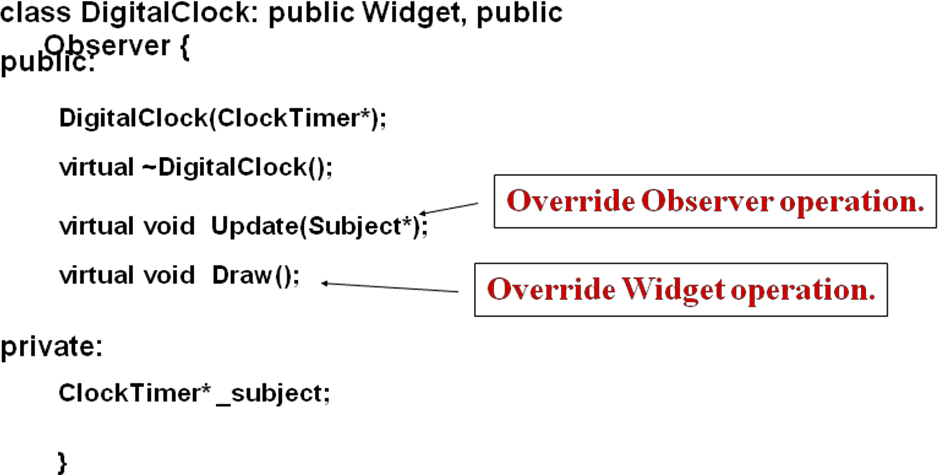 class DigitalClock: public Widget, public
Observer {
public:
DigitalClock(ClockTimer*);
virtual ~DigitalClock();
virtual void Update(Subject*);
Override Observer operation.
virtual void Draw();
Override Widget operation.
private:
ClockTimer* _subject;
}